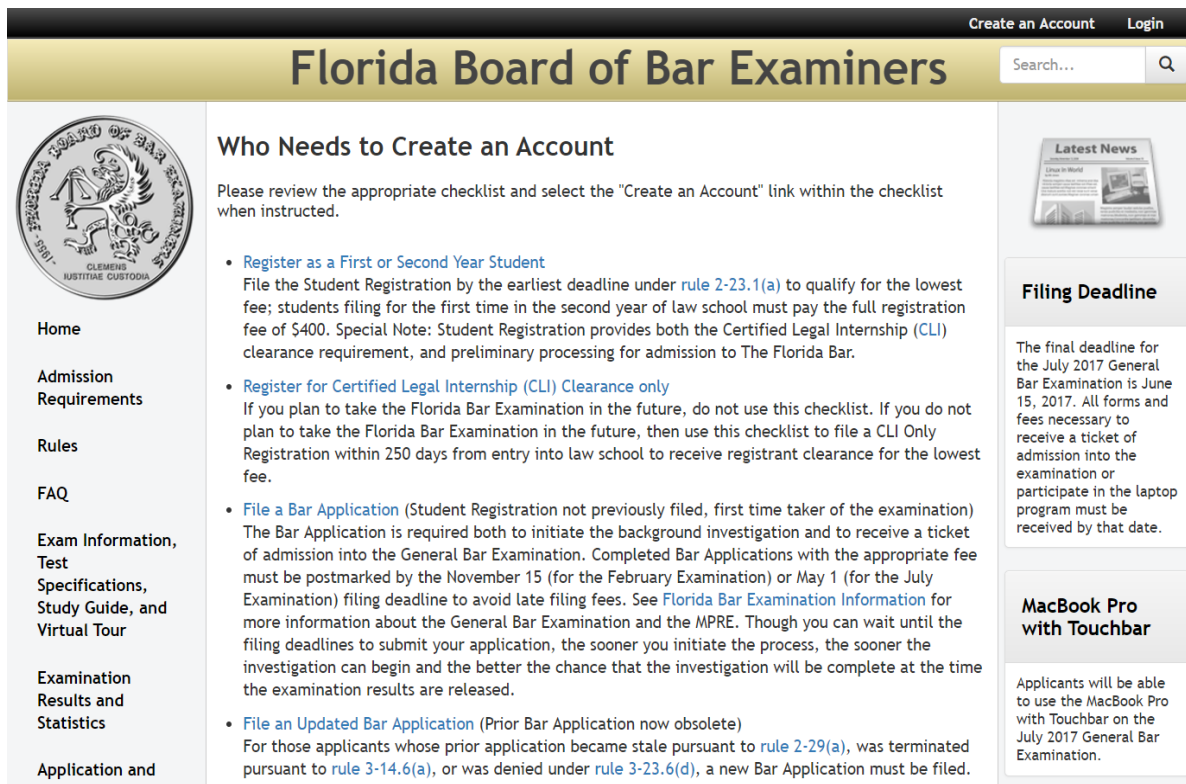 Create an Account Login
Florida Board of Bar Examiners
Search...
FLORIDA BOARD OF BAR EXAMINERS
- 1955 -
CLEMENS
IUSTITIAE CUSTODIA
Home
Admission
Requirements
Rules
FAQ
Exam Information,
Test
Specifications,
Study Guide, and
Virtual Tour
Examination
Results and
Statistics
Application and
Who Needs to Create an Account
Please review the appropriate checklist and select the "Create an Account" link within the checklist
when instructed.
• Register as a First or Second Year Student
File the Student Registration by the earliest deadline under rule 2-23.1(a) to qualify for the lowest
fee; students filing for the first time in the second year of law school must pay the full registration
fee of $400. Special Note: Student Registration provides both the Certified Legal Internship (CLI)
clearance requirement, and preliminary processing for admission to The Florida Bar.
• Register for Certified Legal Internship (CLI) Clearance only
If you plan to take the Florida Bar Examination in the future, do not use this checklist. If you do not
plan to take the Florida Bar Examination in the future, then use this checklist to file a CLI Only
Registration within 250 days from entry into law school to receive registrant clearance for the lowest
fee.
• File a Bar Application (Student Registration not previously filed, first time taker of the examination)
The Bar Application is required both to initiate the background investigation and to receive a ticket
of admission into the General Bar Examination. Completed Bar Applications with the appropriate fee
must be postmarked by the November 15 (for the February Examination) or May 1 (for the July
Examination) filing deadline to avoid late filing fees. See Florida Bar Examination Information for
more information about the General Bar Examination and the MPRE. Though you can wait until the
filing deadlines to submit your application, the sooner you initiate the process, the sooner the
investigation can begin and the better the chance that the investigation will be complete at the time
the examination results are released.
• File an Updated Bar Application (Prior Bar Application now obsolete)
For those applicants whose prior application became stale pursuant to rule 2-29(a), was terminated
pursuant to rule 3-14.6(a), or was denied under rule 3-23.6(d), a new Bar Application must be filed.
Latest News
Linux in World
Filing Deadline
The final deadline for
the July 2017 General
Bar Examination is June
15, 2017. All forms and
fees necessary to
receive a ticket of
admission into the
examination or
participate in the laptop
program must be
received by that date.
MacBook Pro
with Touchbar
Applicants will be able
to use the MacBook Pro
with Touchbar on the
July 2017 General Bar
Examination.